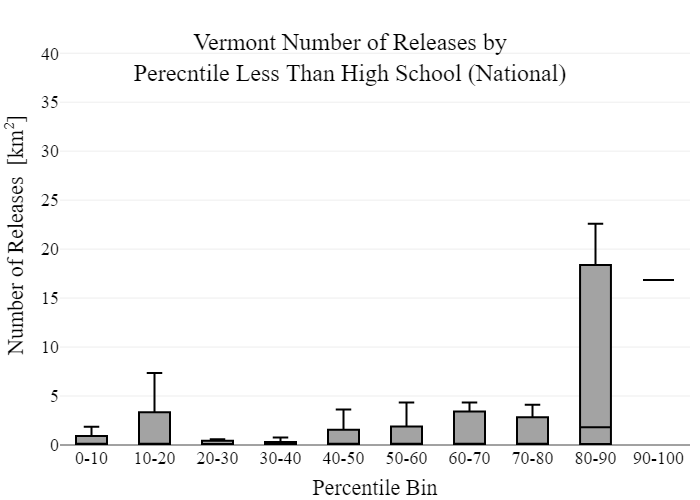 Vermont Number of Releases by
Perecntile Less Than High School (National)
Number of Releases [km²]
40
35
30
25
20
15
10
5
0
0-10 10-20 20-30 30-40 40-50 50-60 60-70 70-80 80-90 90-100
Percentile Bin